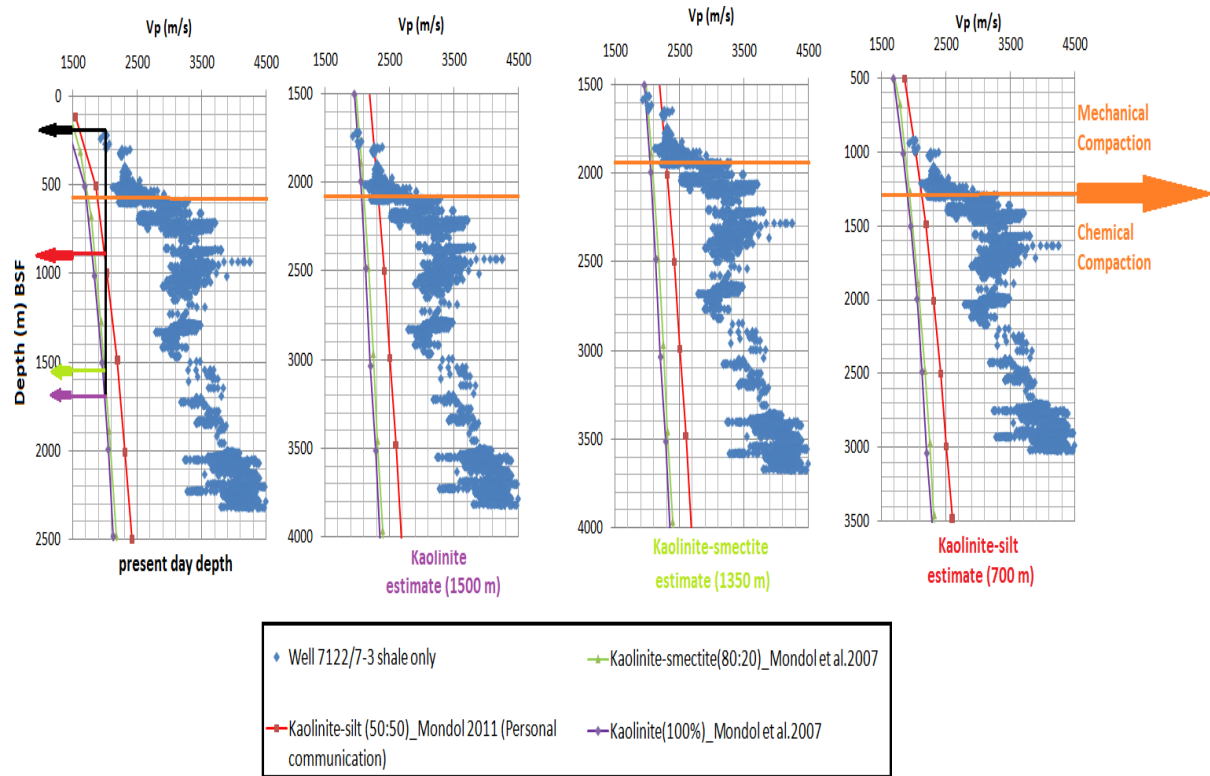 Vp (m/s)
1500 2500 3500 4500
0
500
1000
1500
2000
2500
Depth (m) BSF
present day depth
Vp (m/s)
1500 2500 3500 4500
1500
2000
2500
3000
3500
4000
Kaolinite
estimate (1500 m)
Vp (m/s)
1500 2500 3500 4500
1500
2000
2500
3000
3500
4000
Kaolinite-smectite
estimate (1350 m)
Vp (m/s)
1500 2500 3500 4500
500
1000
1500
2000
2500
3000
3500
Kaolinite-silt
estimate (700 m)
Mechanical
Compaction
Chemical
Compaction
Well 7122/7-3 shale only
Kaolinite-smectite(80:20)_Mondol et al.2007
Kaolinite-silt (50:50)_Mondol 2011 (Personal
communication)
Kaolinite(100%)_Mondol et al.2007